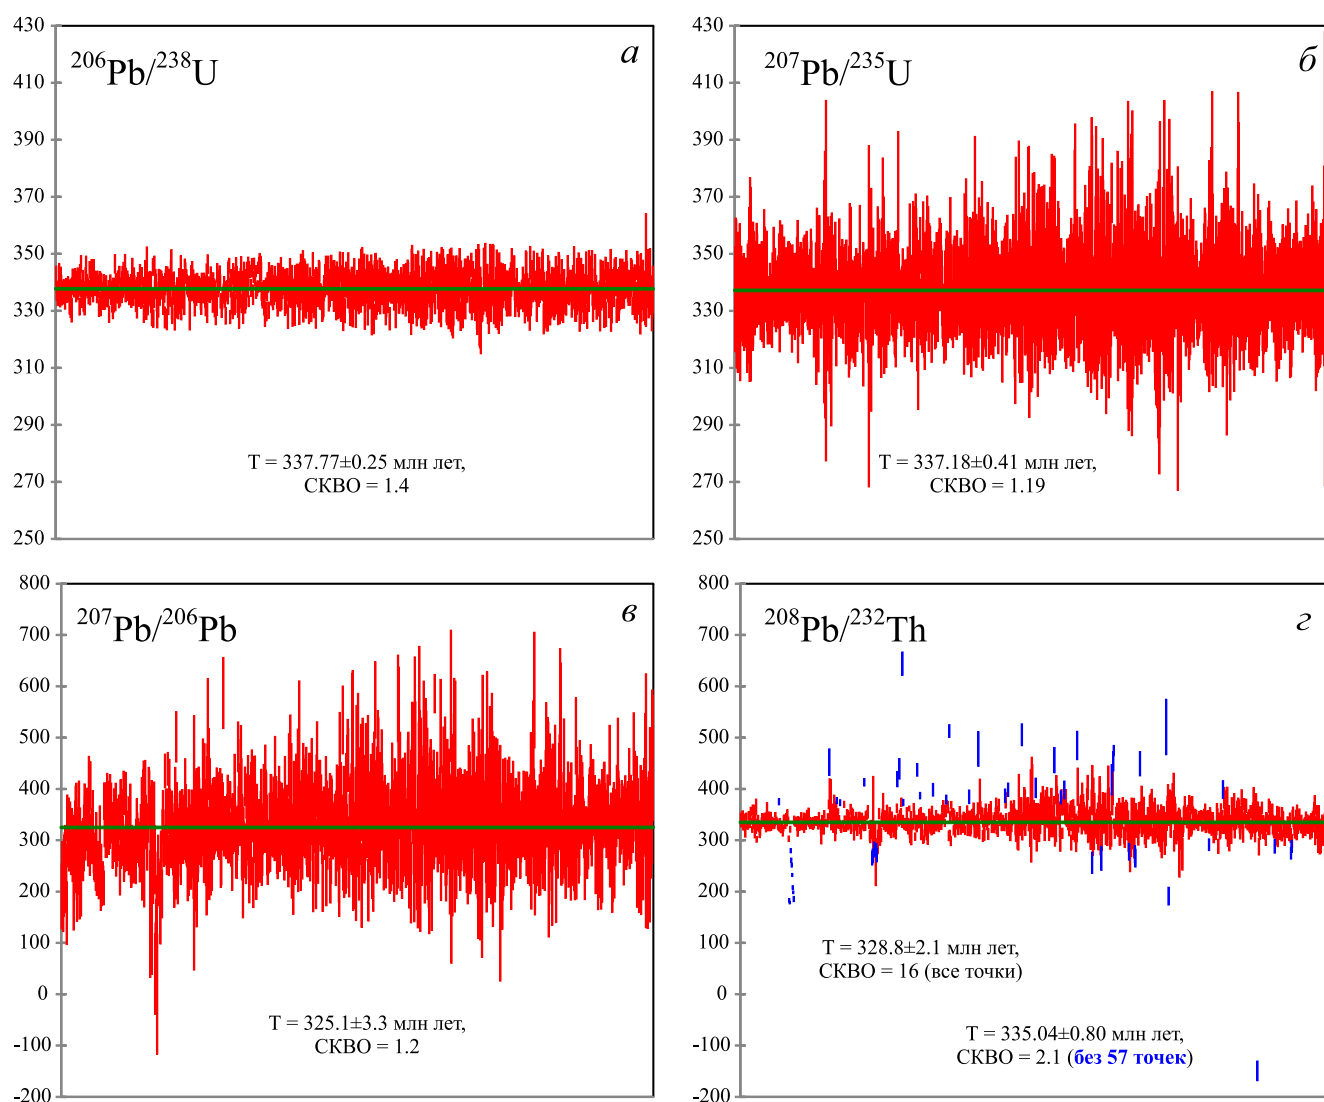 430
410
390
370
350
330
310
290
270
250
²⁰⁶Pb/²³⁸U
а
T = 337.77±0.25 млн лет,
СКВО = 1.4
430
410
390
370
350
330
310
290
270
250
²⁰⁷Pb/²³⁵U
б
T = 337.18±0.41 млн лет,
СКВО = 1.19
800
700
600
500
400
300
200
100
0
-100
-200
²⁰⁷Pb/²⁰⁶Pb
в
T = 325.1±3.3 млн лет,
СКВО = 1.2
800
700
600
500
400
300
200
100
0
-100
-200
²⁰⁸Pb/²³²Th
г
T = 328.8±2.1 млн лет,
СКВО = 16 (все точки)
T = 335.04±0.80 млн лет,
СКВО = 2.1 (без 57 точек)